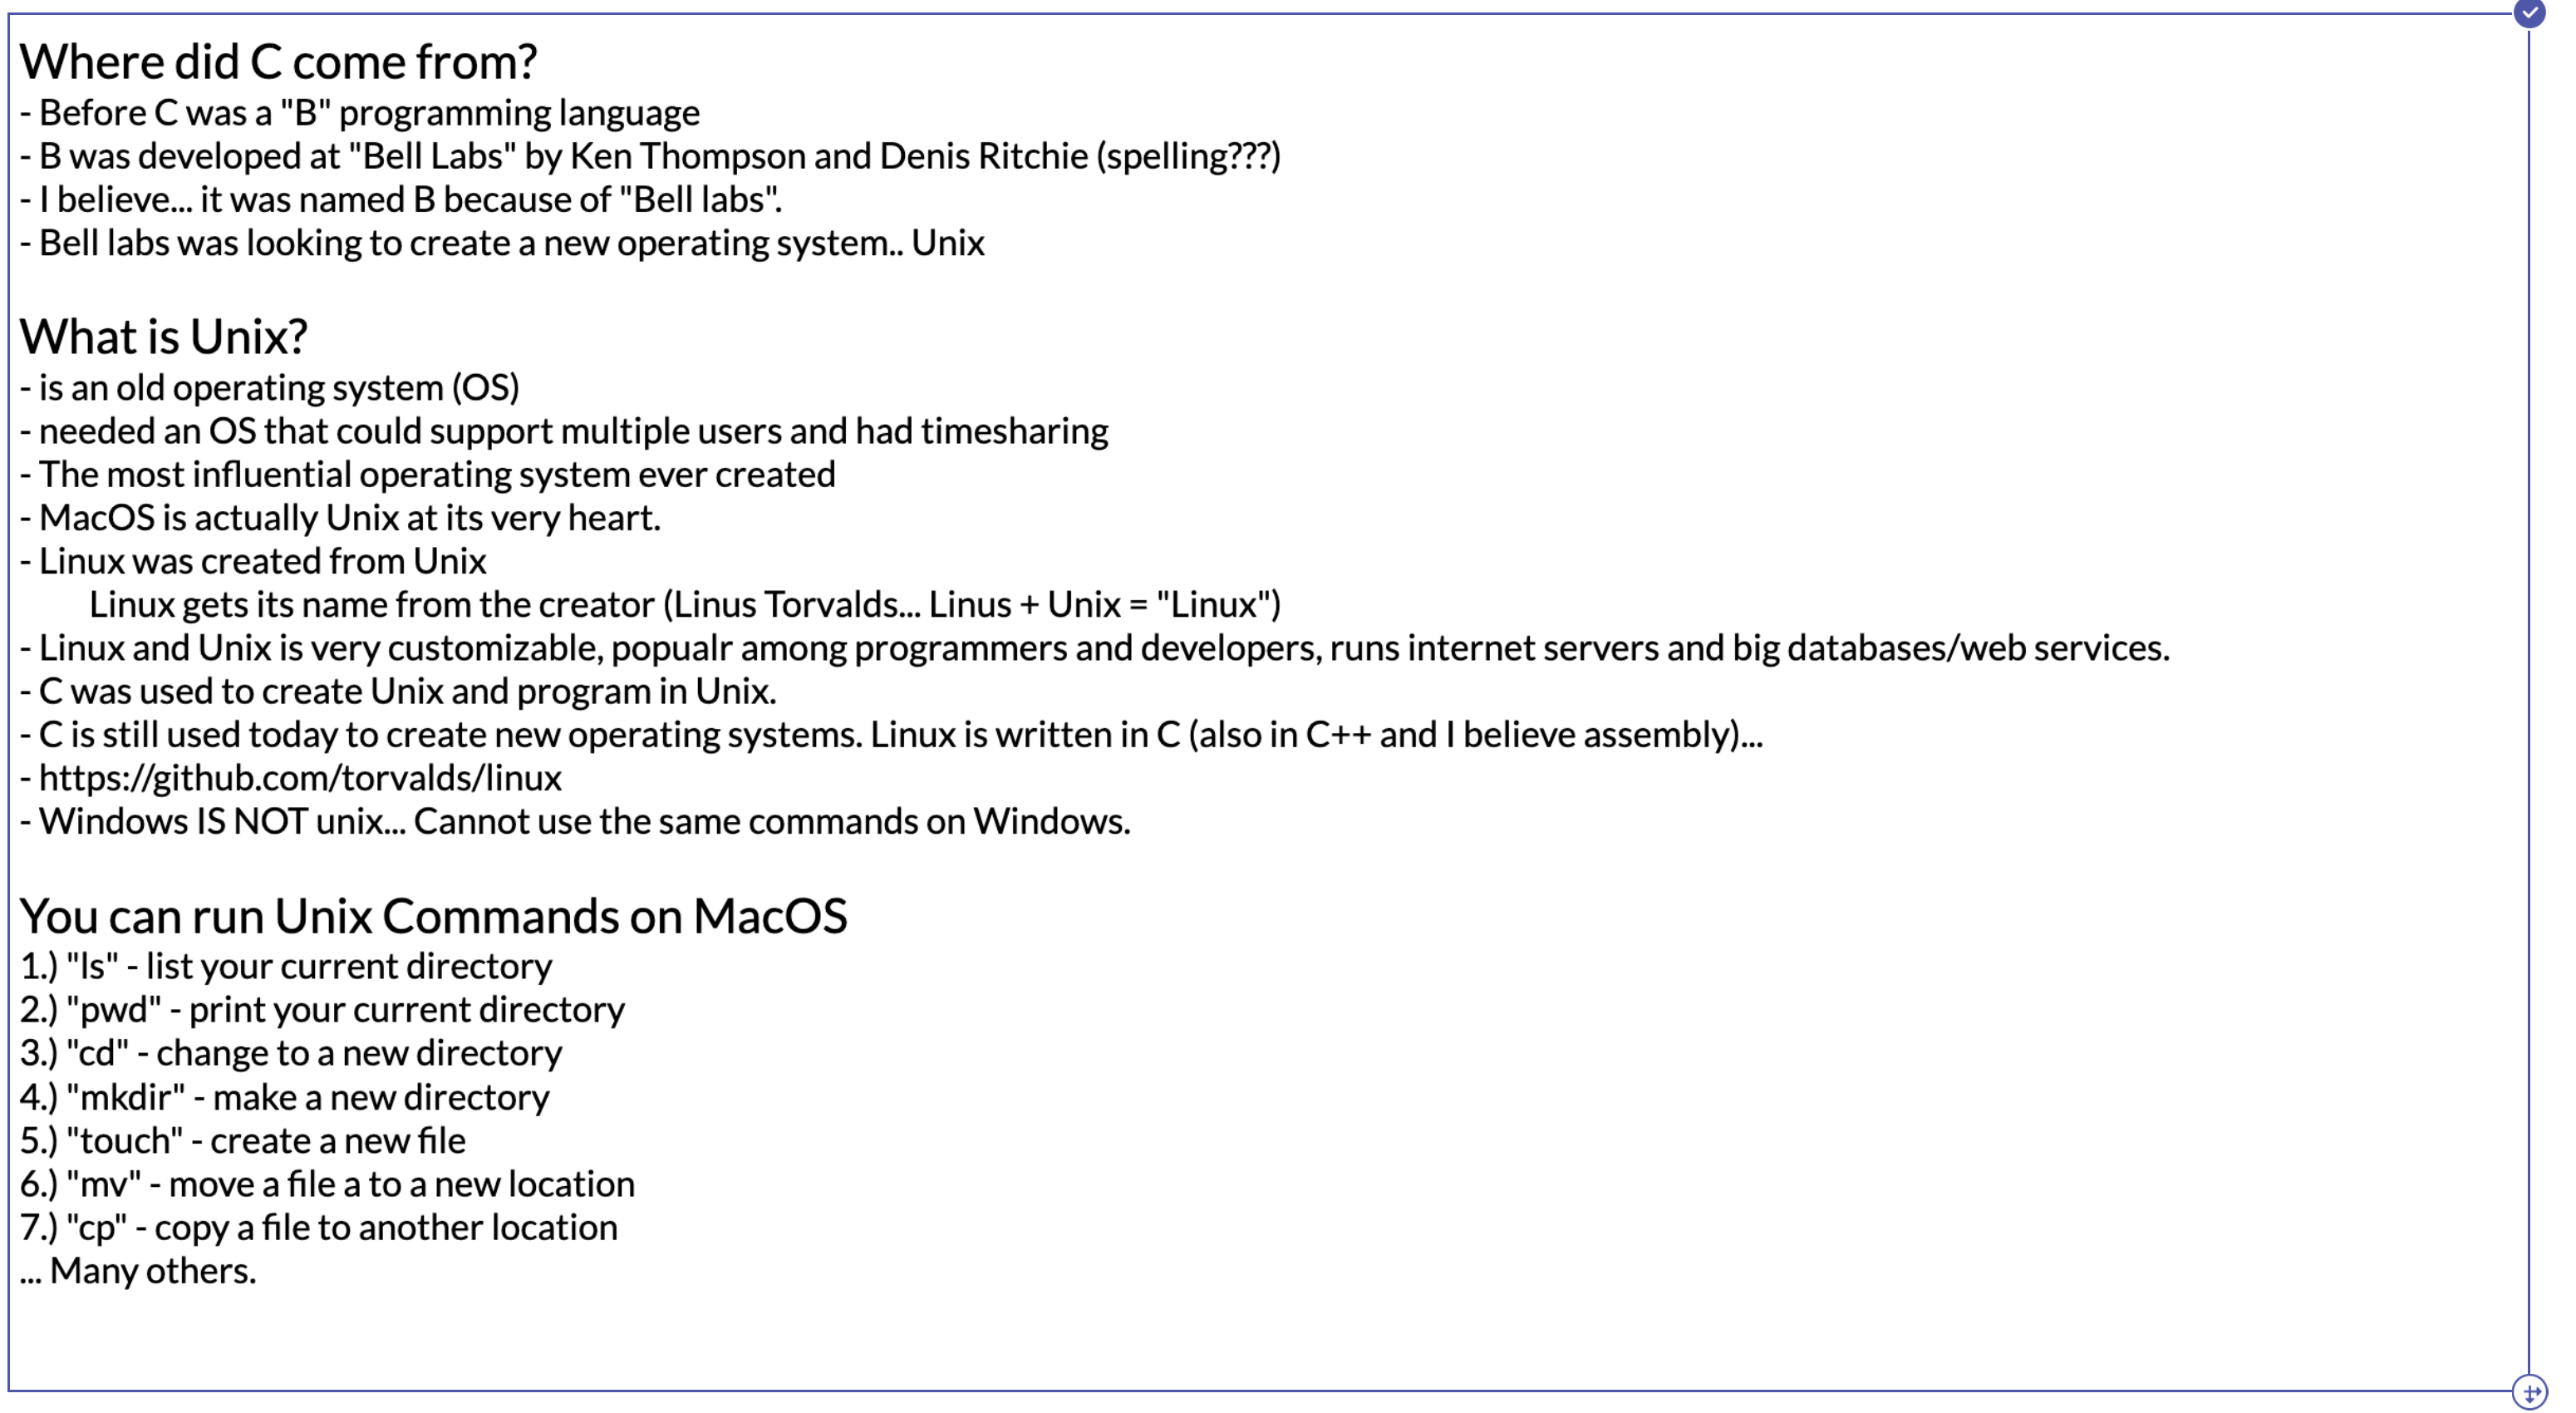 Where did C come from?
- Before C was a "B" programming language
- B was developed at "Bell Labs" by Ken Thompson and Denis Ritchie (spelling???)
- I believe... it was named B because of "Bell labs".
- Bell labs was looking to create a new operating system.. Unix
What is Unix?
- is an old operating system (OS)
- needed an OS that could support multiple users and had timesharing
- The most influential operating system ever created
- MacOS is actually Unix at its very heart.
- Linux was created from Unix
Linux gets its name from the creator (Linus Torvalds... Linus + Unix = "Linux")
- Linux and Unix is very customizable, popualr among programmers and developers, runs internet servers and big databases/web services.
- C was used to create Unix and program in Unix.
- C is still used today to create new operating systems. Linux is written in C (also in C++ and I believe assembly)...
- https://github.com/torvalds/linux
- Windows IS NOT unix... Cannot use the same commands on Windows.
You can run Unix Commands on MacOS
1.) "ls" - list your current directory
2.) "pwd" - print your current directory
3.) "cd" - change to a new directory
4.) "mkdir" - make a new directory
5.) "touch" - create a new file
6.) "mv" - move a file a to a new location
7.) "cp" - copy a file to another location
... Many others.